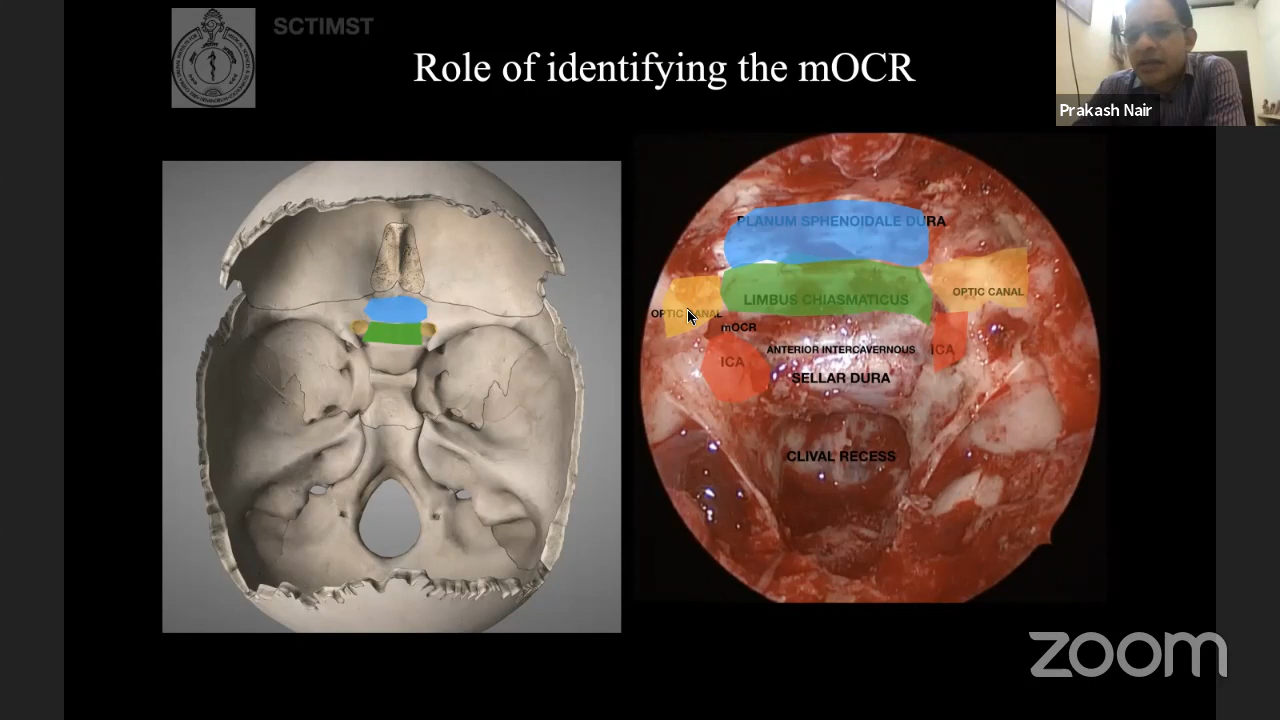 SCTIMST
Role of identifying the mOCR
Prakash Nair
PLANUM SPHENOIDALE DURA
LIMBUS CHIASMATICUS
OPTIC CANAL
OPTIC CANAL
mOCR
ANTERIOR INTERCAVERNOUS
ICA
ICA
SELLAR DURA
CLIVAL RECESS
zoom